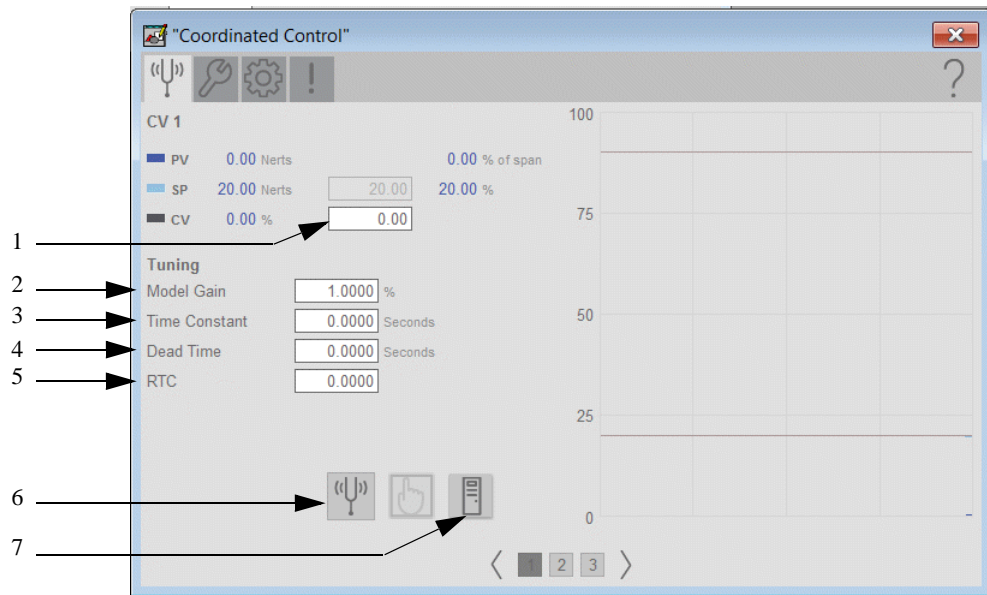 "Coordinated Control"
?
CV 1
PV 0.00 Nerts 0.00 % of span
SP 20.00 Nerts 20.00 20.00 %
CV 0.00 % 0.00
Tuning
Model Gain 1.0000 %
Time Constant 0.0000 Seconds
Dead Time 0.0000 Seconds
RTC 0.0000
100
75
50
25
0
1 2 3
1
2
3
4
5
6
7